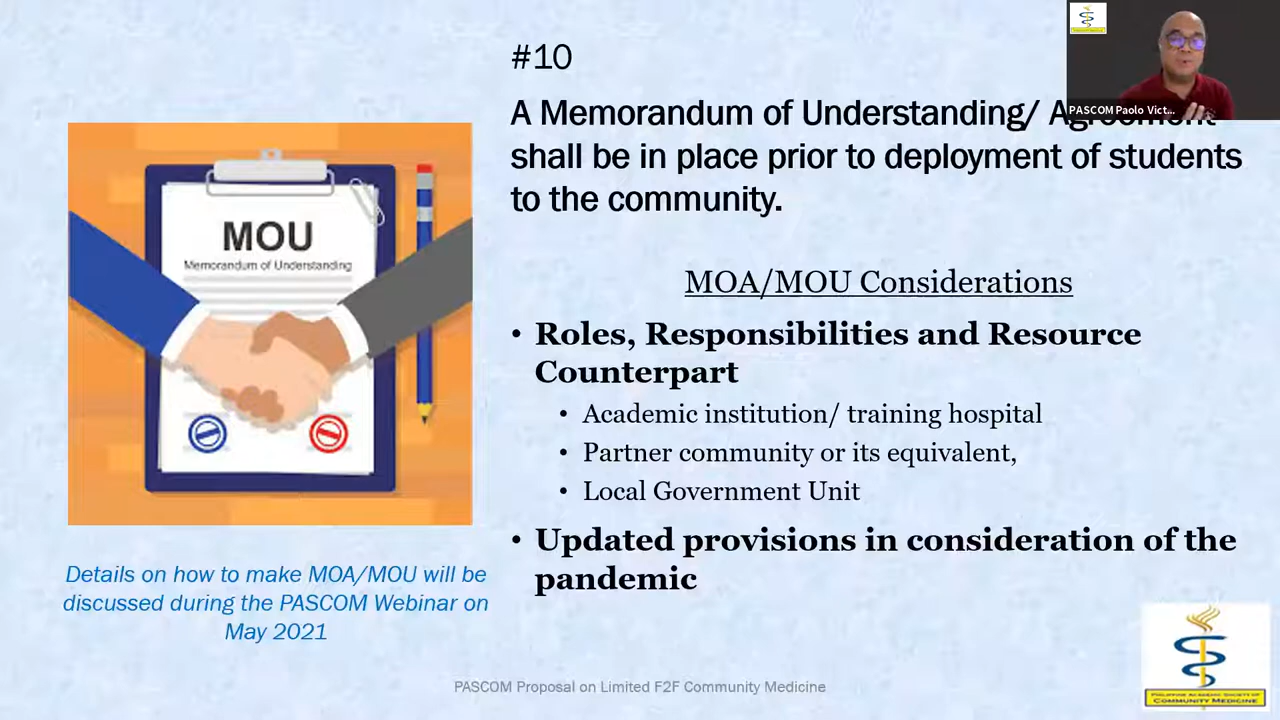 #10
A Memorandum of Understanding/ Agreement
shall be in place prior to deployment of students
to the community.
PASCOM Paolo Vict...
MOU
Memorandum of Understanding
MOA/MOU Considerations
• Roles, Responsibilities and Resource
Counterpart
• Academic institution/ training hospital
• Partner community or its equivalent,
• Local Government Unit
• Updated provisions in consideration of the
pandemic
Details on how to make MOA/MOU will be
discussed during the PASCOM Webinar on
May 2021
PASCOM Proposal on Limited F2F Community Medicine
PHILIPPINE ACADEMIC SOCIETY OF
COMMUNITY MEDICINE